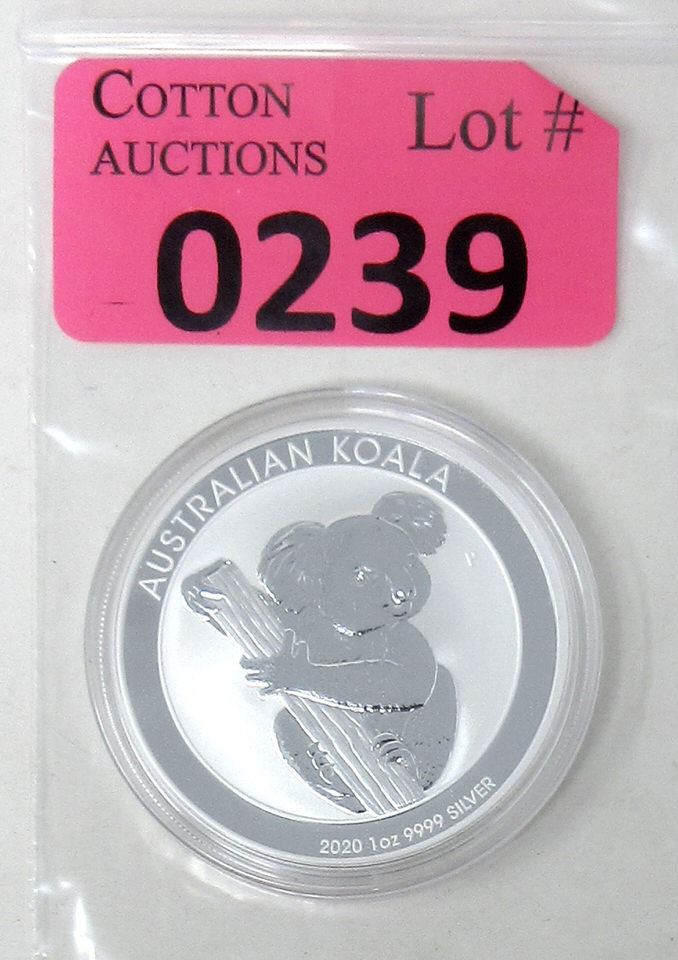 COTTON
AUCTIONS
Lot #
0239
AUSTRALIAN KOALA
P
2020 1oz 9999 SILVER